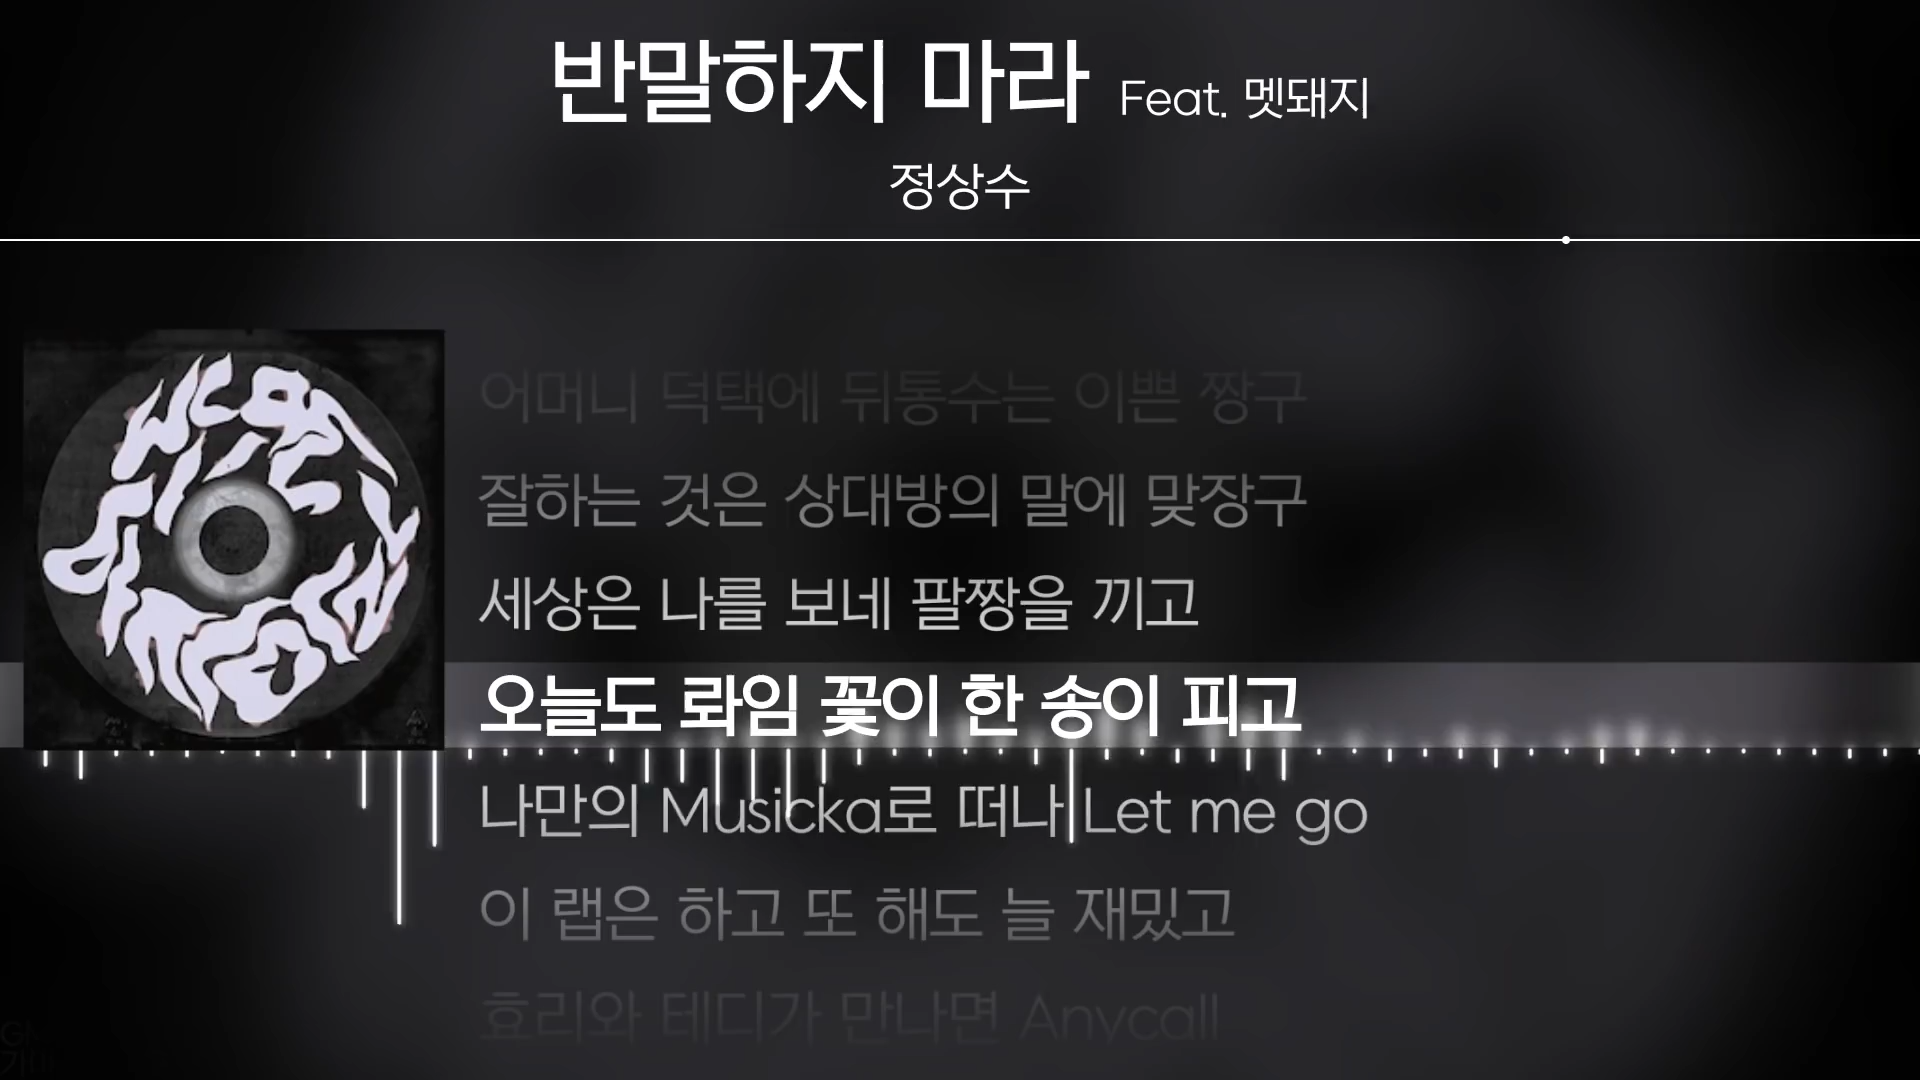 반말하지 마라 Feat. 멧돼지
정상수
어머니 덕택에 뒤통수는 이쁜 짱구
잘하는 것은 상대방의 말에 맞장구
세상은 나를 보네 팔짱을 끼고
오늘도 롸임 꽃이 한 송이 피고
나만의 Musicka로 떠나 Let me go
이 랩은 하고 또 해도 늘 재밌고
효리와 테디가 만나면 Anycall